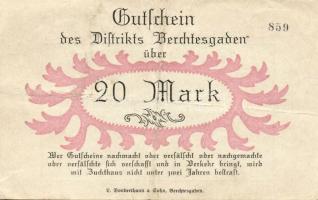 Gutschein
859
des Distrikts Berchtesgaden
über
20 Mark
Wer Gutscheine nachmacht oder verfälscht oder nachgemachte
oder verfälschte sich verschafft und in Verkehr bringt, wird
mit Zuchthaus nicht unter zwei Jahren bestraft.
L. Vonderthann & Sohn, Berchtesgaden.